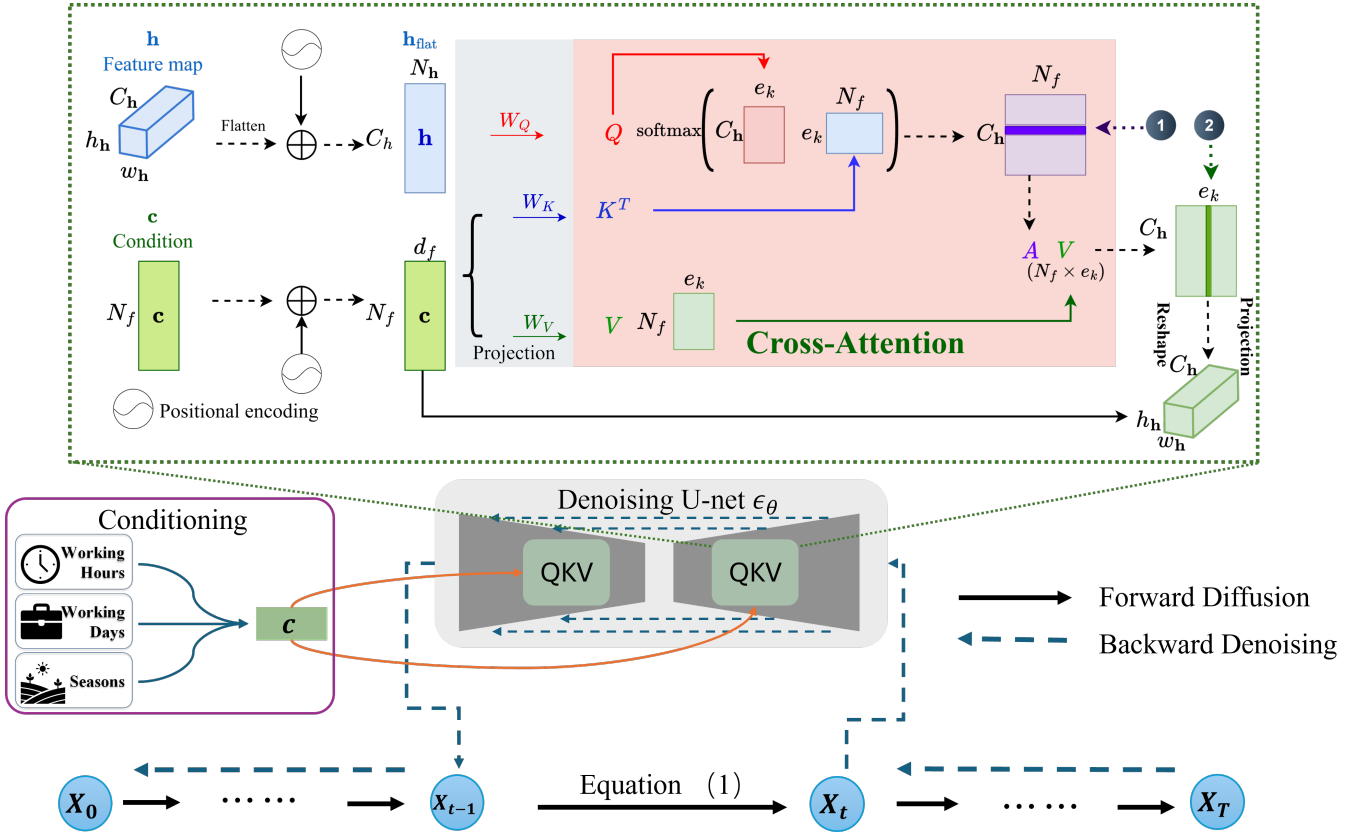 h
Feature map
C_h
h_h
w_h
Flatten
C_h
h_flat
N_h
h
W_Q
Q
softmax
(
C_h
e_k
e_k
N_f
)
C_h
N_f
1
2
W_K
K^T
c
Condition
N_f
c
N_f
d_f
c
Projection
W_V
V
N_f
e_k
A V
(N_f × e_k)
Cross-Attention
e_k
C_h
Reshape
Projection
C_h
h_h
w_h
Positional encoding
Conditioning
Working
Hours
Working
Days
Seasons
c
Denoising U-net ϵ_θ
QKV
QKV
Forward Diffusion
Backward Denoising
X_0
... ...
X_{t−1}
Equation (1)
X_t
... ...
X_T